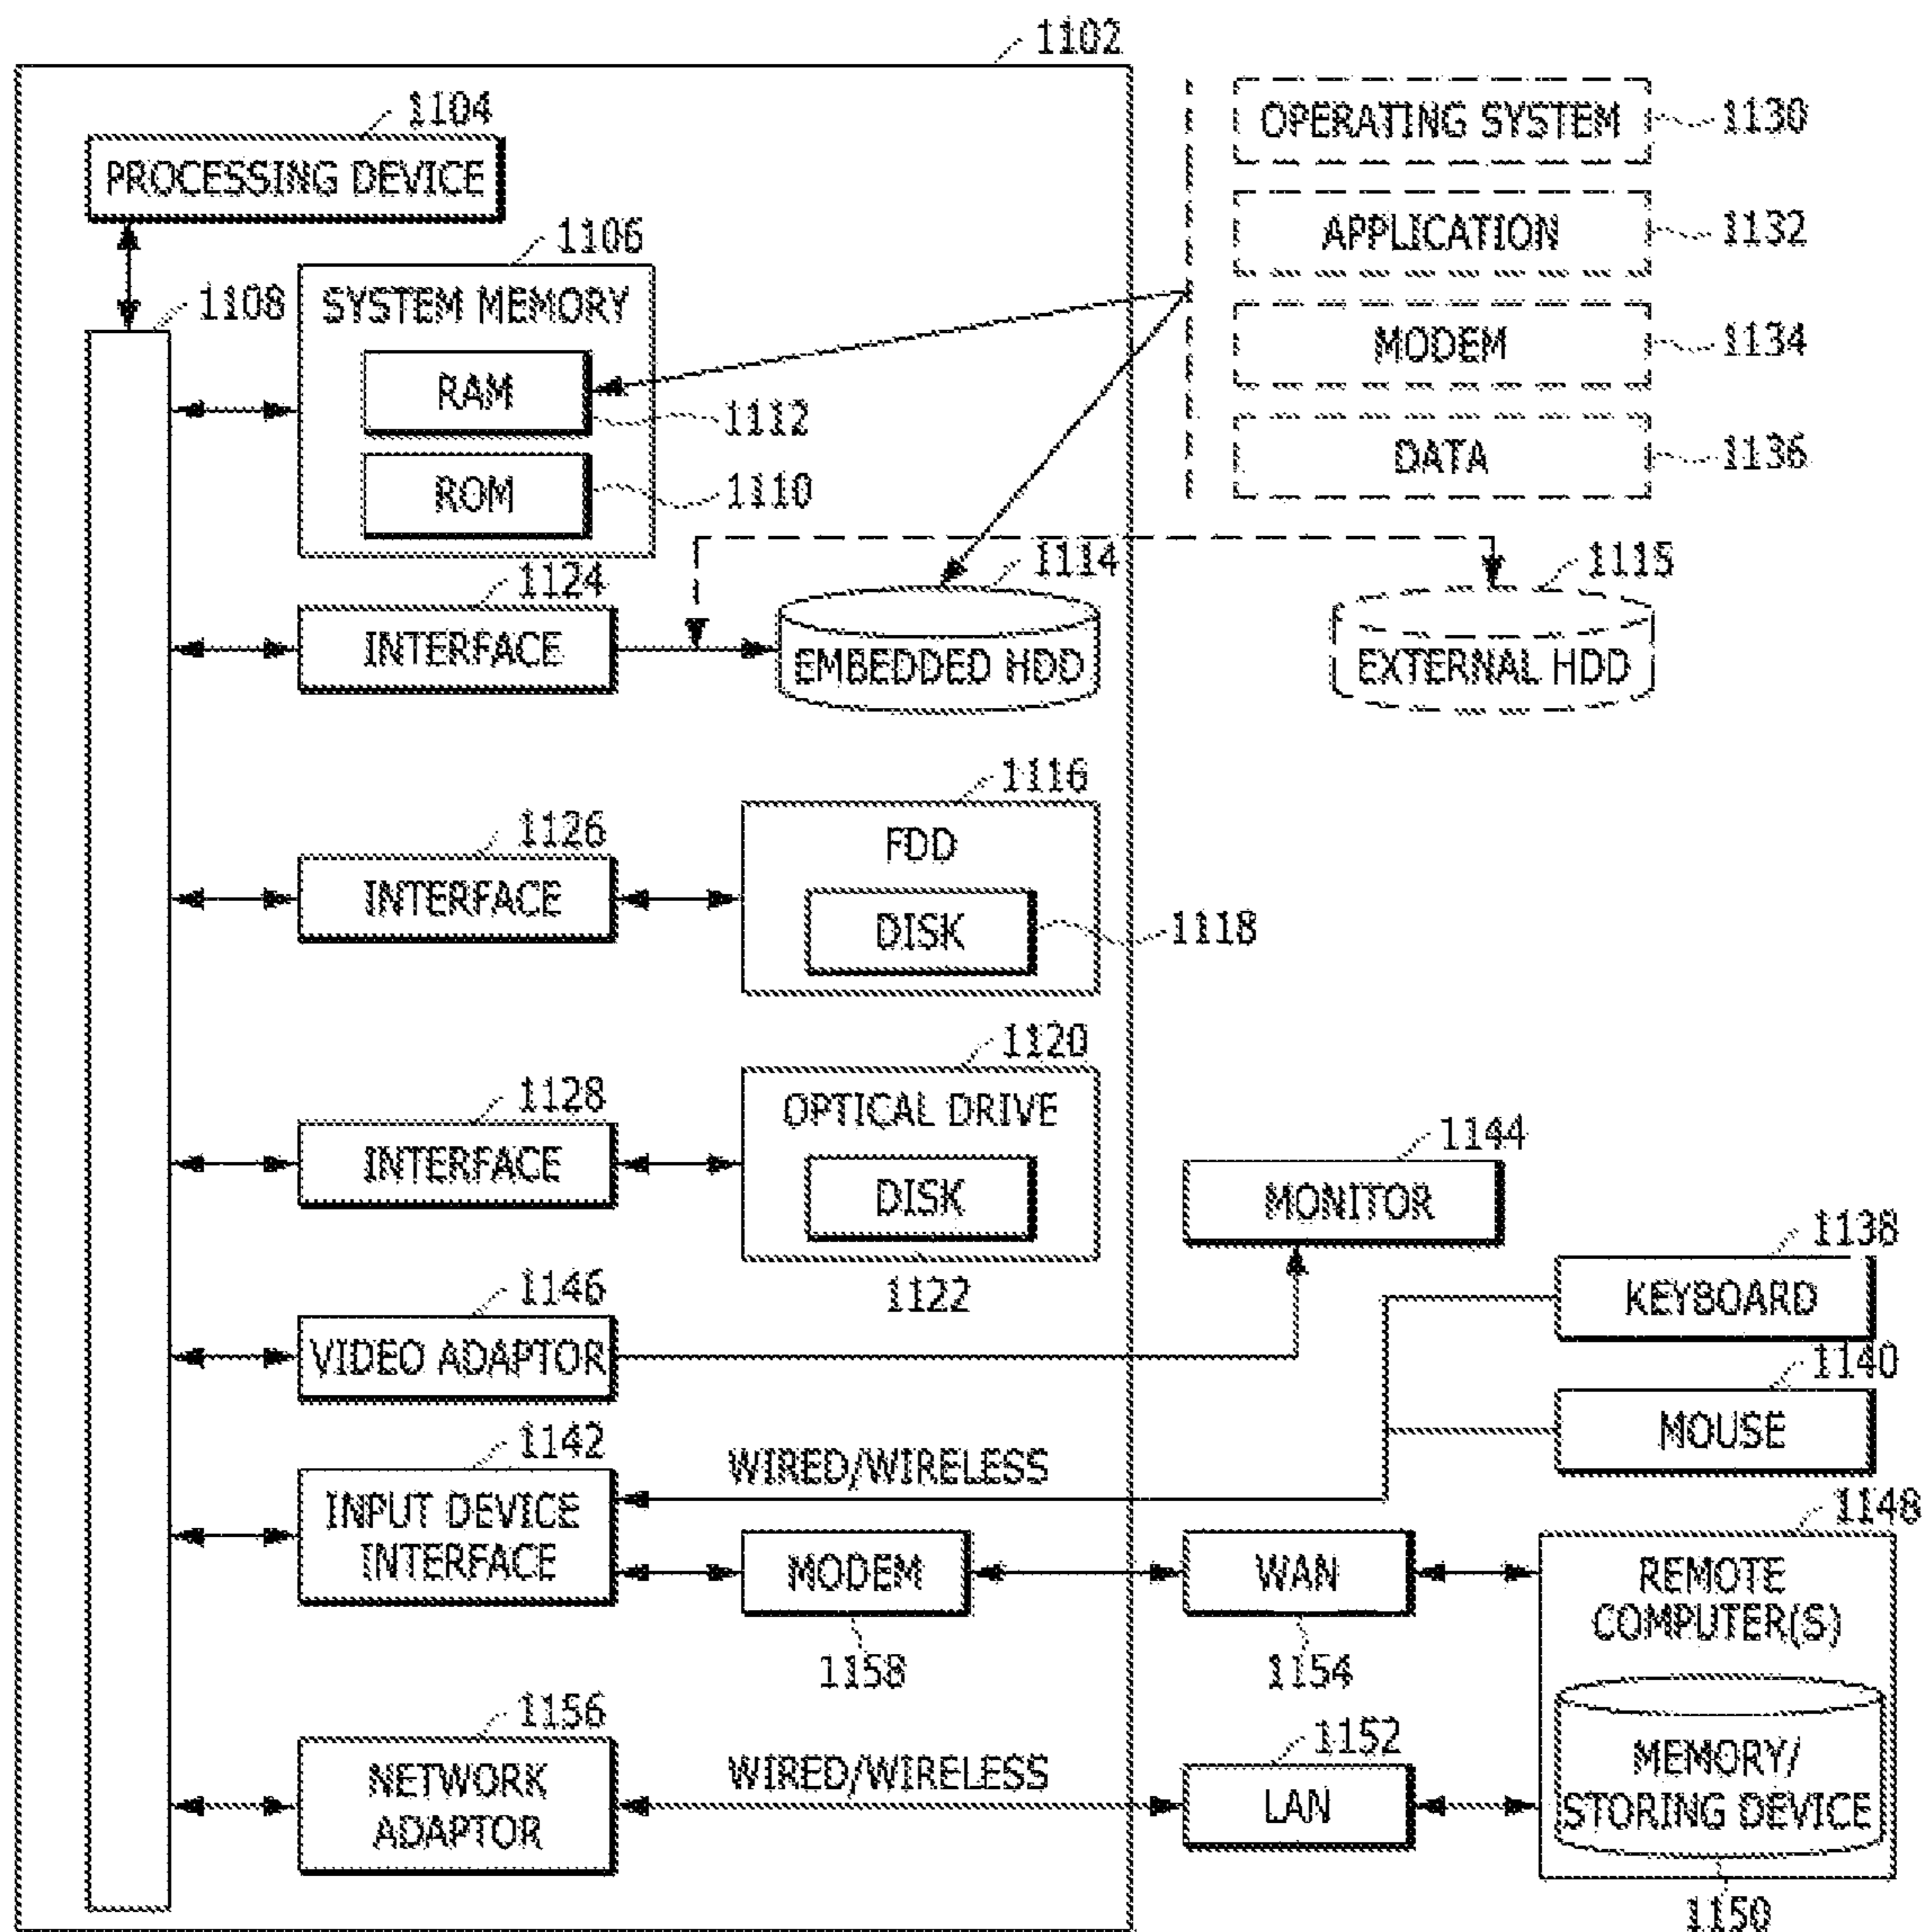 1102
1104
PROCESSING DEVICE
OPERATING SYSTEM
1130
APPLICATION
1132
MODEM
1134
DATA
1136
1108
1106
SYSTEM MEMORY
RAM
1112
ROM
1110
1124
INTERFACE
1114
EMBEDDED HDD
1115
EXTERNAL HDD
1126
INTERFACE
1116
FDD
DISK
1118
1128
INTERFACE
1120
OPTICAL DRIVE
DISK
1122
1144
MONITOR
1138
KEYBOARD
1146
VIDEO ADAPTOR
1140
MOUSE
1142
INPUT DEVICE
INTERFACE
WIRED/WIRELESS
MODEM
1158
WAN
1154
1148
REMOTE
COMPUTER(S)
MEMORY/
STORING DEVICE
1150
1156
NETWORK
ADAPTOR
WIRED/WIRELESS
1152
LAN